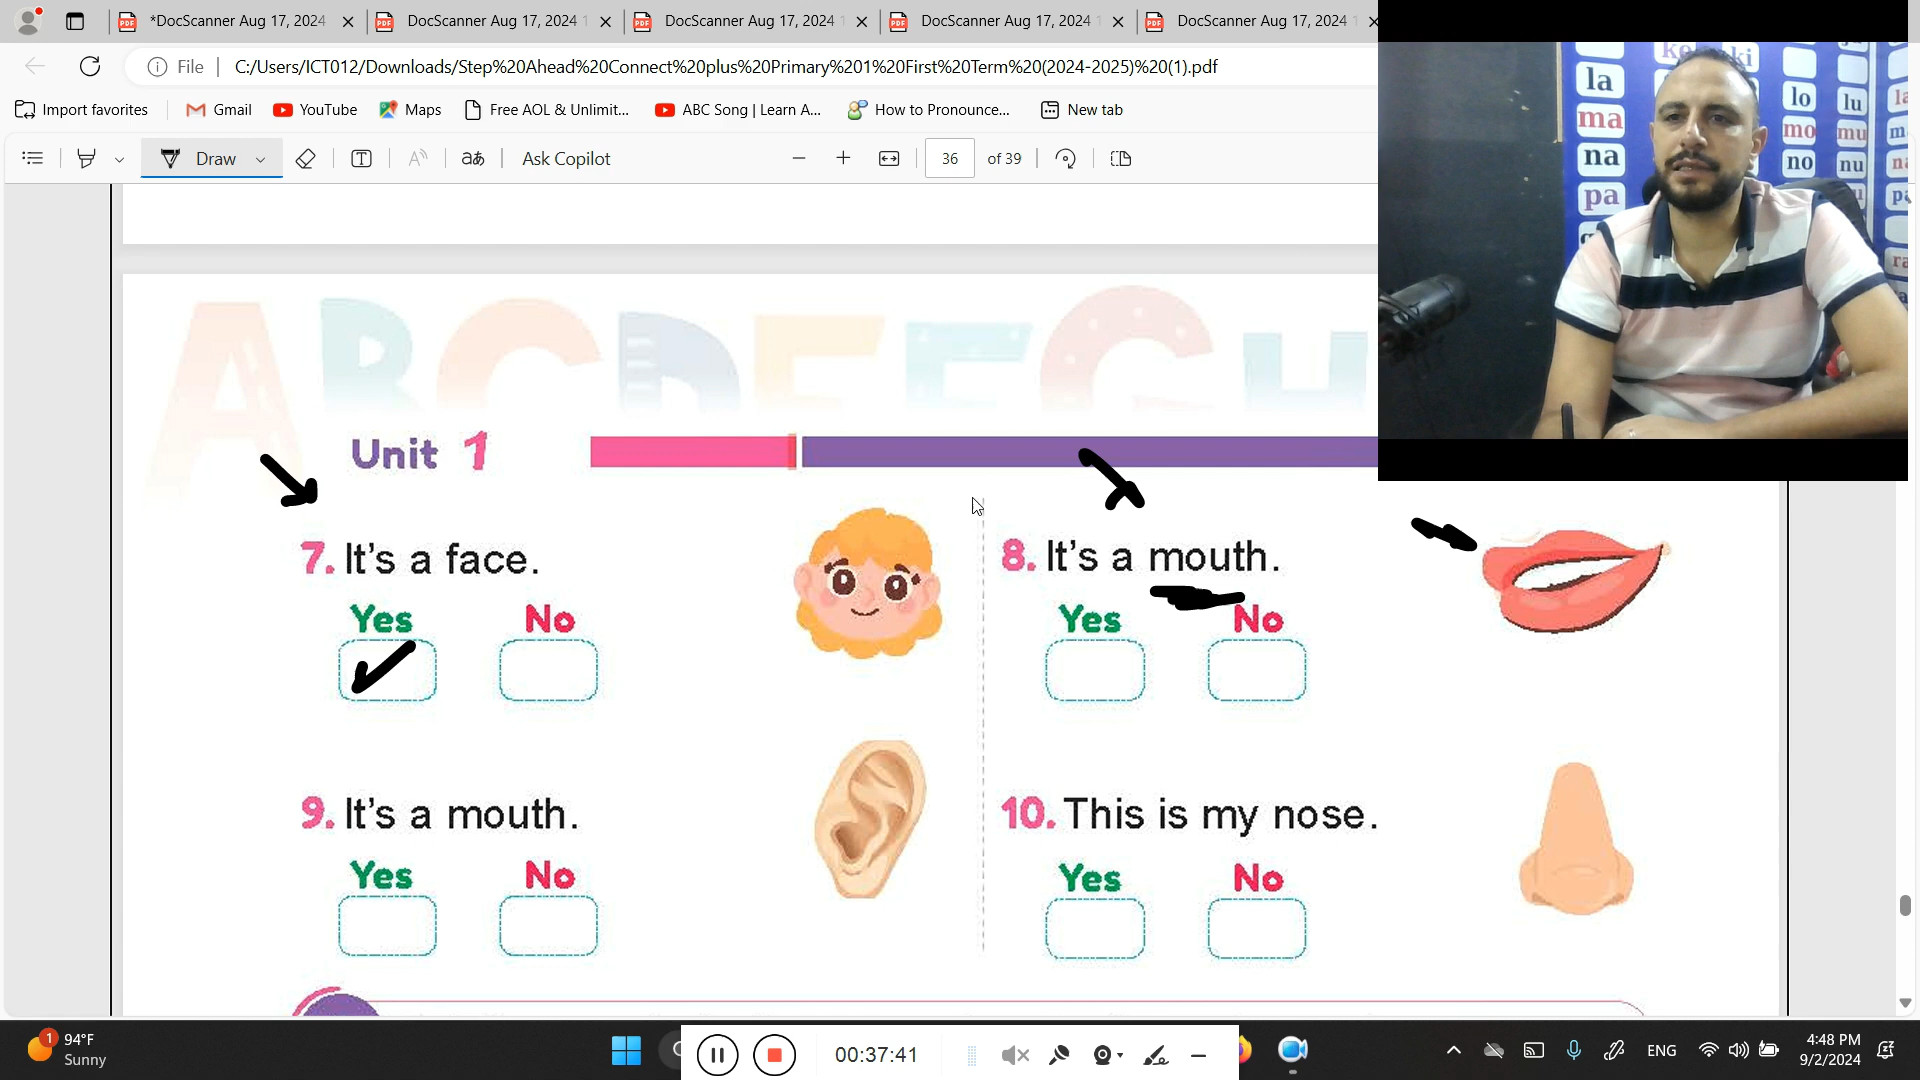 *DocScanner Aug 17, 2024
DocScanner Aug 17, 2024 1
DocScanner Aug 17, 2024
DocScanner Aug 17, 2024 1
DocScanner Aug 17, 2024
File
C:/Users/ICT012/Downloads/Step%20Ahead%20Connect%20plus%20Primary%201%20First%20Term%20(2024-2025)%20(1).pdf
Import favorites
Gmail
YouTube
Maps
Free AOL & Unlimit...
ABC Song | Learn A...
How to Pronounce...
New tab
Draw
Ask Copilot
36 of 39
la
ma
na
pa
lo
mo
no
lu
mu
nu
ABCDEFGH
Unit 1
7. It's a face.
Yes No
8. It's a mouth.
Yes No
9. It's a mouth.
Yes No
10. This is my nose.
Yes No
1
94°F
Sunny
00:37:41
ENG
4:48 PM
9/2/2024